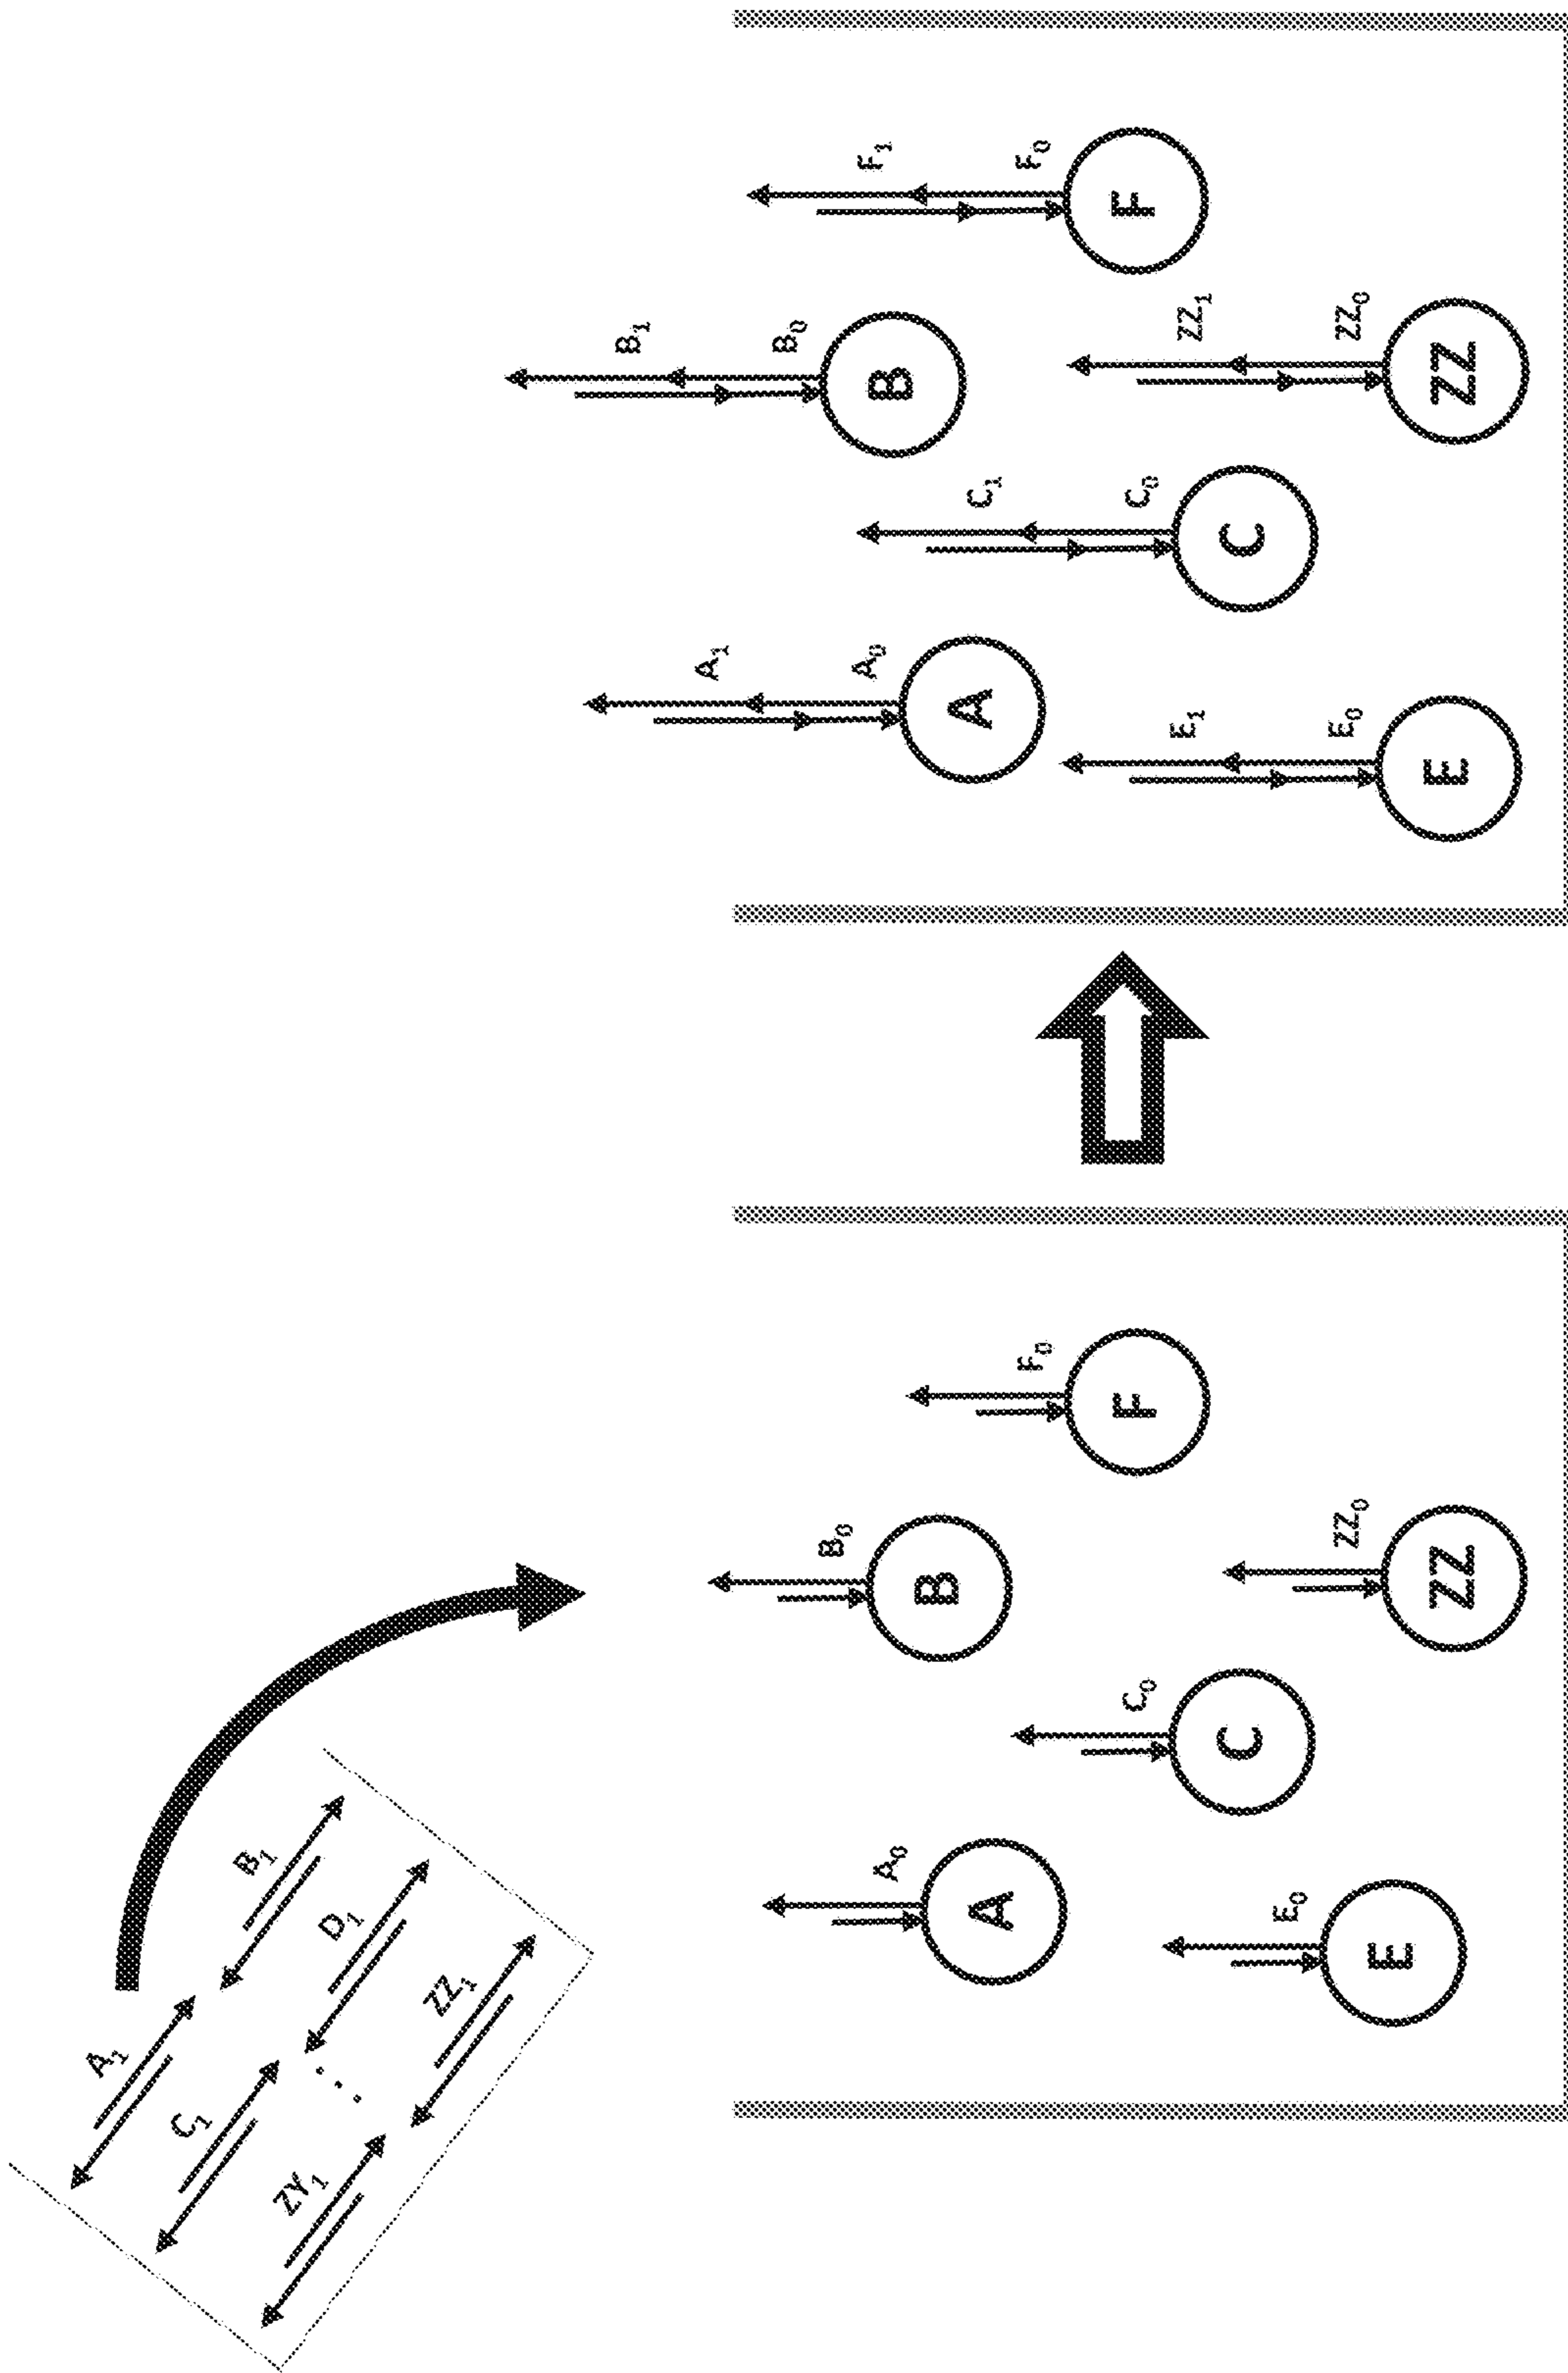 A₁ B₁
C₁ D₁
. . .
ZY₁ ZZ₁
A₀
A
B₀
B
C₀
C
F₀
F
E₀
E
ZZ₀
ZZ
A₁
A₀
A
B₁
B₀
B
C₁
C₀
C
F₁
F₀
F
E₁
E₀
E
ZZ₁
ZZ₀
ZZ